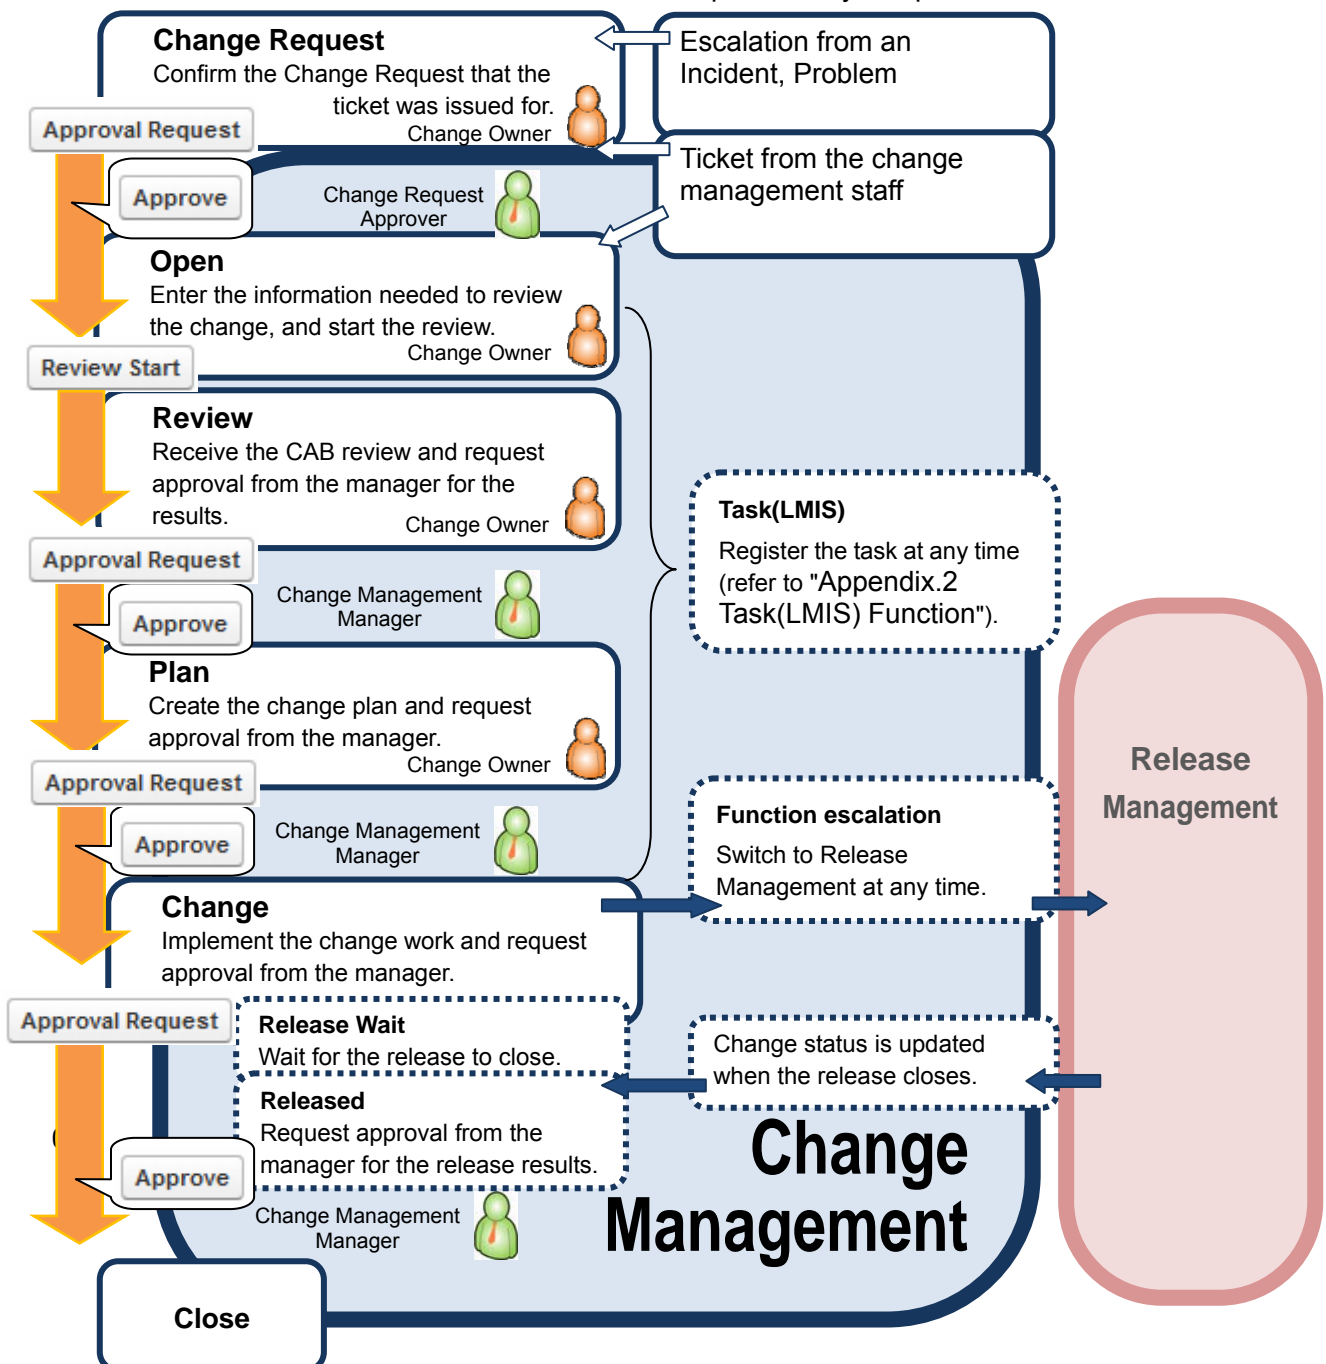 Change Request
Confirm the Change Request that the
ticket was issued for.
Change Owner
Escalation from an
Incident, Problem
Approval Request
Ticket from the change
management staff
Approve
Change Request
Approver
Open
Enter the information needed to review
the change, and start the review.
Change Owner
Review Start
Review
Receive the CAB review and request
approval from the manager for the
results.
Change Owner
Task(LMIS)
Register the task at any time
(refer to "Appendix.2
Task(LMIS) Function").
Approval Request
Approve
Change Management
Manager
Plan
Create the change plan and request
approval from the manager.
Change Owner
Approval Request
Approve
Change Management
Manager
Function escalation
Switch to Release
Management at any time.
Release
Management
Change
Implement the change work and request
approval from the manager.
Approval Request
Release Wait
Wait for the release to close.
Change status is updated
when the release closes.
Released
Request approval from the
manager for the release results.
Approve
Change Management
Manager
Change
Management
Close